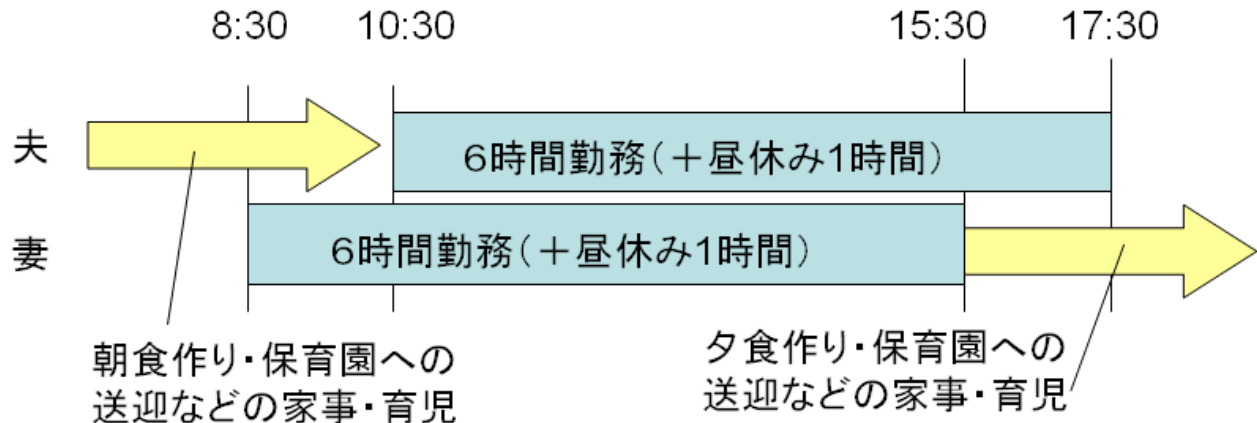 8:30 10:30 15:30 17:30
夫 6時間勤務(+昼休み1時間)
妻 6時間勤務(+昼休み1時間)
朝食作り・保育園への
送迎などの家事・育児
夕食作り・保育園への
送迎などの家事・育児